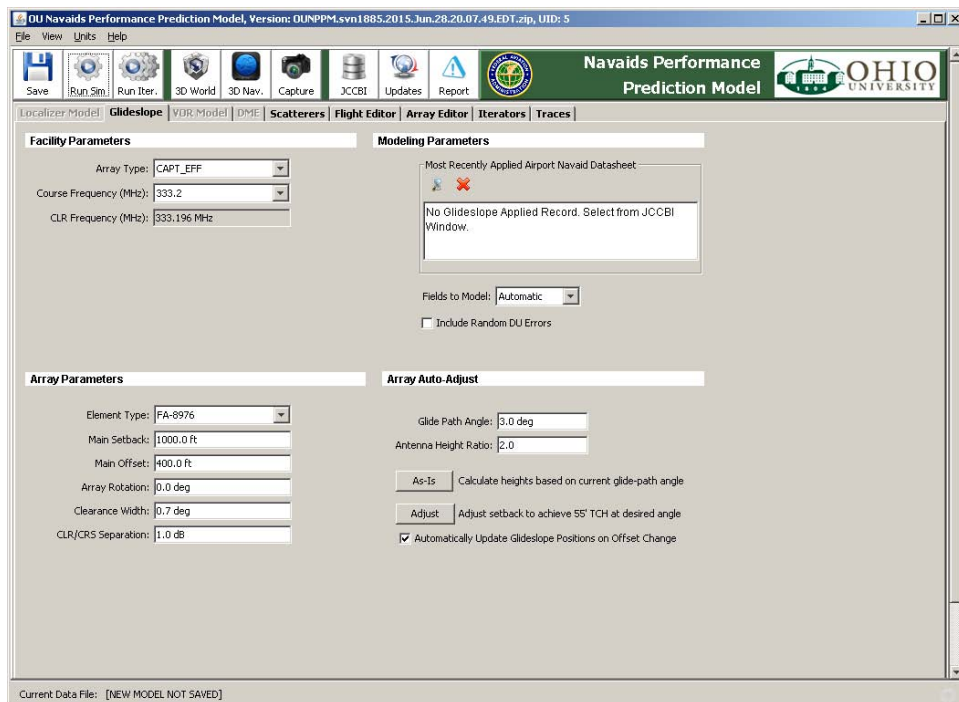 OU Navaids Performance Prediction Model, Version: OUNPPM.svn1885.2015.Jun.28.20.07.49.EDT.zip, UID: 5
File View Units Help
Save Run Sim Run Iter. 3D World 3D Nav. Capture JCCBI Updates Report
Navaids Performance
Prediction Model
OHIO
UNIVERSITY
1804
Localizer Model Glideslope VOR Model DME Scatterers Flight Editor Array Editor Iterators Traces
Facility Parameters
Array Type: CAPT_EFF
Course Frequency (MHz): 333.2
CLR Frequency (MHz): 333.196 MHz
Modeling Parameters
Most Recently Applied Airport Navaid Datasheet
No Glideslope Applied Record. Select from JCCBI
Window.
Fields to Model: Automatic
Include Random DU Errors
Array Parameters
Element Type: FA-8976
Main Setback: 1000.0 ft
Main Offset: 400.0 ft
Array Rotation: 0.0 deg
Clearance Width: 0.7 deg
CLR/CRS Separation: 1.0 dB
Array Auto-Adjust
Glide Path Angle: 3.0 deg
Antenna Height Ratio: 2.0
As-Is Calculate heights based on current glide-path angle
Adjust Adjust setback to achieve 55' TCH at desired angle
Automatically Update Glideslope Positions on Offset Change
Current Data File: [NEW MODEL NOT SAVED]